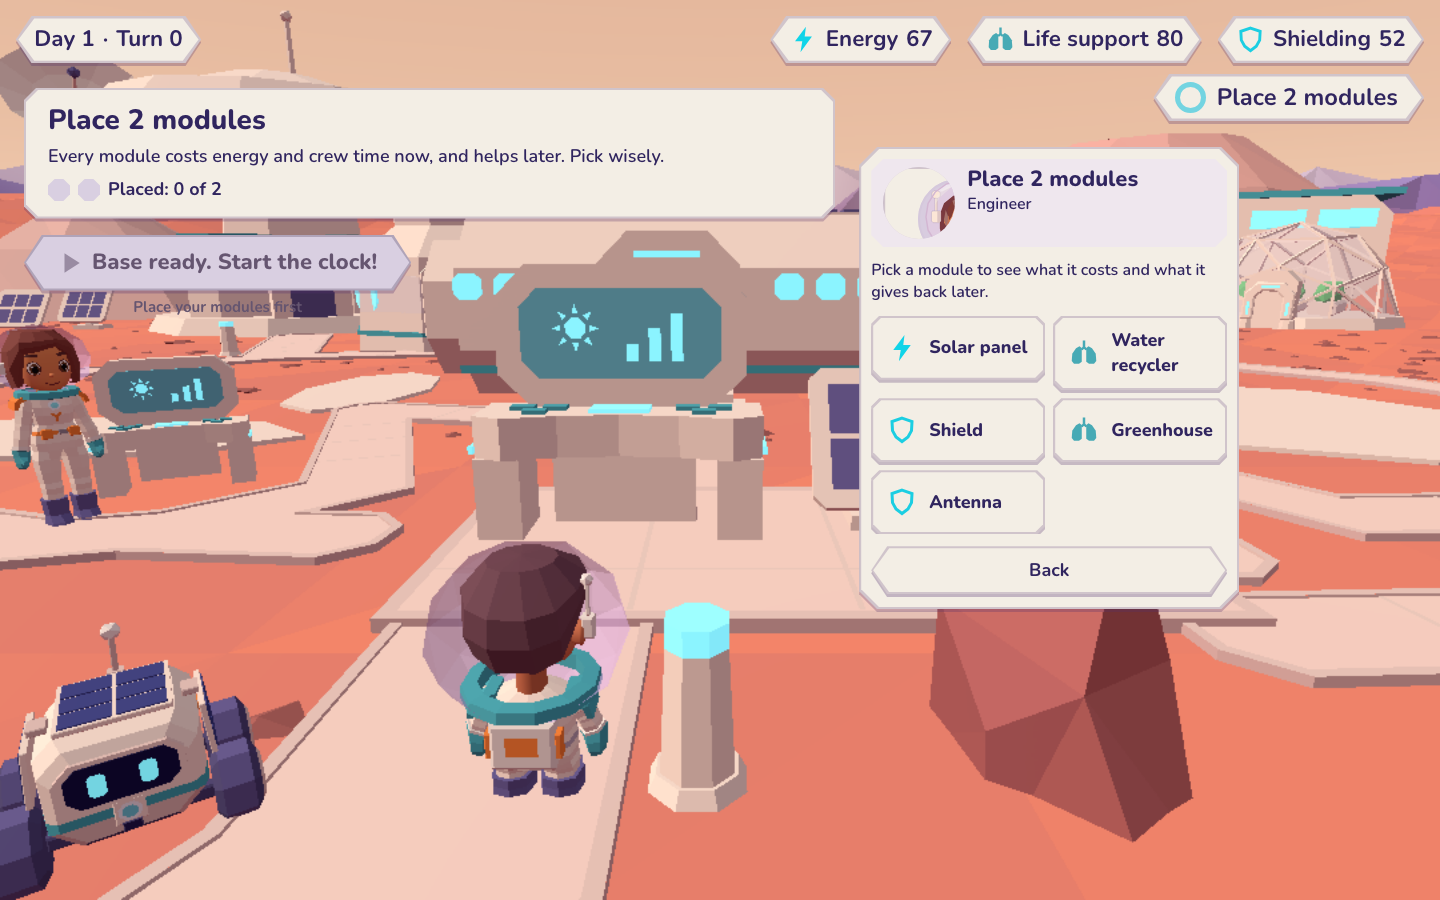 Day 1 · Turn 0
Energy 67
Life support 80
Shielding 52
Place 2 modules
Place 2 modules
Every module costs energy and crew time now, and helps later. Pick wisely.
Placed: 0 of 2
Base ready. Start the clock!
Place your modules first
Place 2 modules
Engineer
Pick a module to see what it costs and what it
gives back later.
Solar panel
Water
recycler
Shield
Greenhouse
Antenna
Back